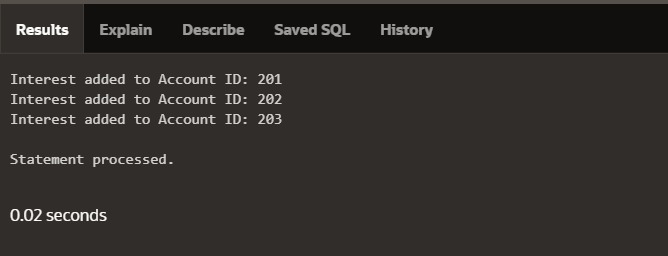 Results Explain Describe Saved SQL History
Interest added to Account ID: 201
Interest added to Account ID: 202
Interest added to Account ID: 203
Statement processed.
0.02 seconds